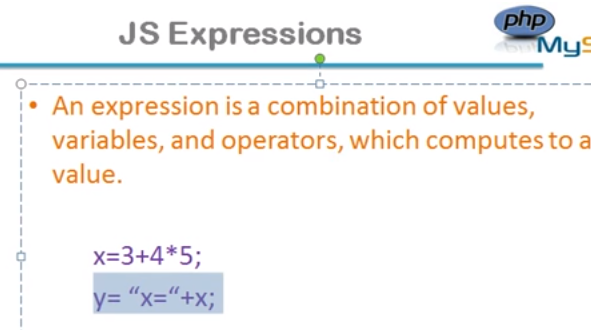 JS Expressions
php
MyS
• An expression is a combination of values,
variables, and operators, which computes to a
value.
x=3+4*5;
y= “x=“+x;